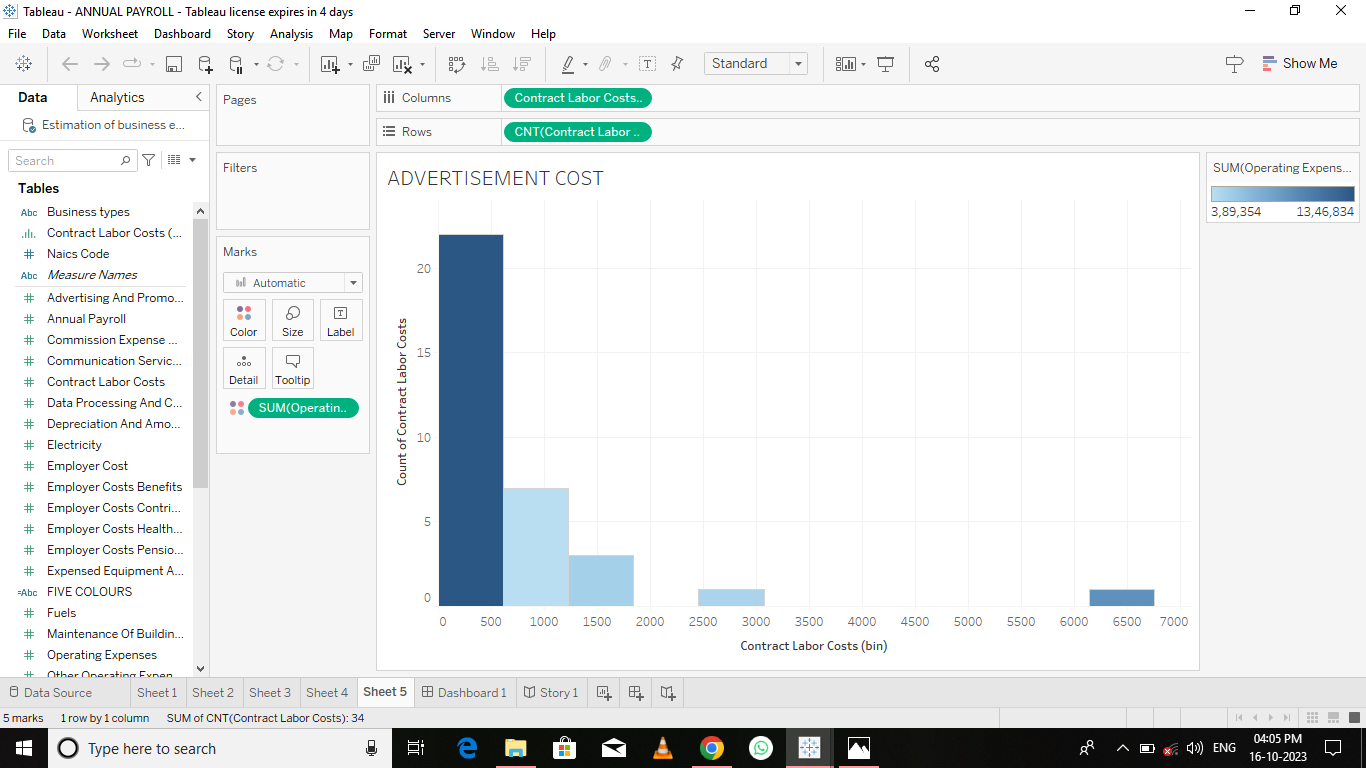 Tableau - ANNUAL PAYROLL - Tableau license expires in 4 days
File Data Worksheet Dashboard Story Analysis Map Format Server Window Help
Standard
Show Me
Data Analytics
Estimation of business e...
Search
Tables
Abc Business types
Contract Labor Costs (...
# Naics Code
Abc Measure Names
# Advertising And Promo...
# Annual Payroll
# Commission Expense ...
# Communication Servic...
# Contract Labor Costs
# Data Processing And C...
# Depreciation And Amo...
# Electricity
# Employer Cost
# Employer Costs Benefits
# Employer Costs Contri...
# Employer Costs Health...
# Employer Costs Pensio...
# Expensed Equipment A...
=Abc FIVE COLOURS
# Fuels
# Maintenance Of Buildin...
# Operating Expenses
# Other Operating Expen
Pages
Filters
Marks
Automatic
Color Size Label
Detail Tooltip
SUM(Operatin..
Columns Contract Labor Costs..
Rows CNT(Contract Labor ..
ADVERTISEMENT COST
Count of Contract Labor Costs
20
15
10
5
0
0 500 1000 1500 2000 2500 3000 3500 4000 4500 5000 5500 6000 6500 7000
Contract Labor Costs (bin)
SUM(Operating Expens...
3,89,354 13,46,834
Data Source Sheet 1 Sheet 2 Sheet 3 Sheet 4 Sheet 5 Dashboard 1 Story 1
5 marks 1 row by 1 column SUM of CNT(Contract Labor Costs): 34
Type here to search
ENG
04:05 PM
16-10-2023